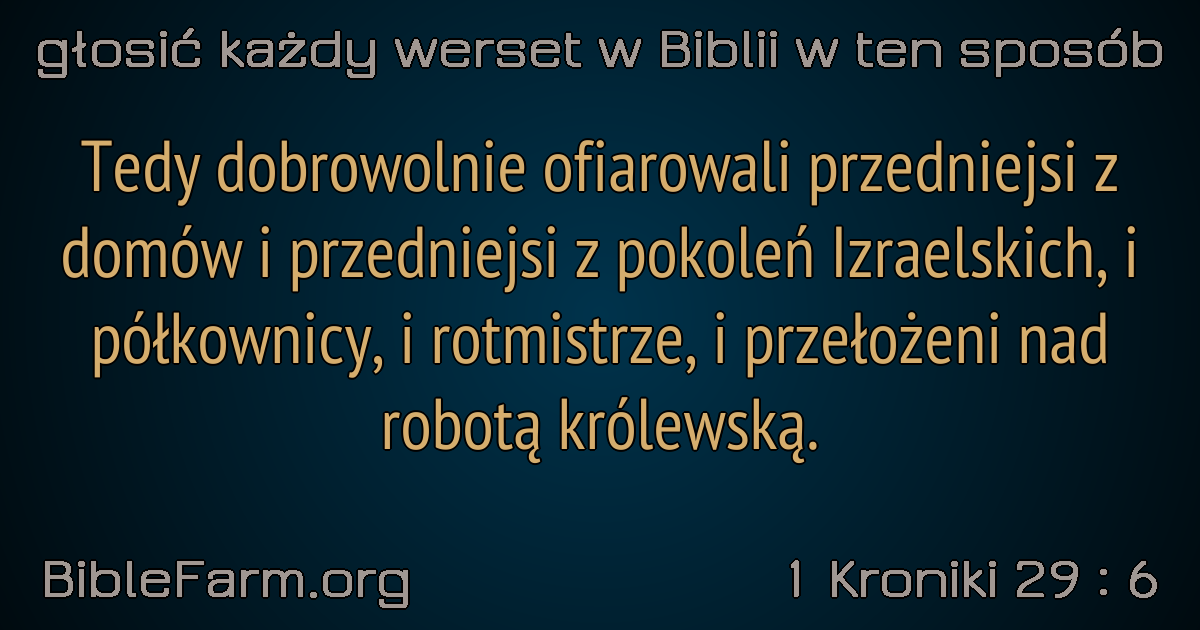 głosić każdy werset w Biblii w ten sposób
Tedy dobrowolnie ofiarowali przedniejsi z
domów i przedniejsi z pokoleń Izraelskich, i
półkownicy, i rotmistrze, i przełożeni nad
robotą królewską.
BibleFarm.org
1 Kroniki 29 : 6